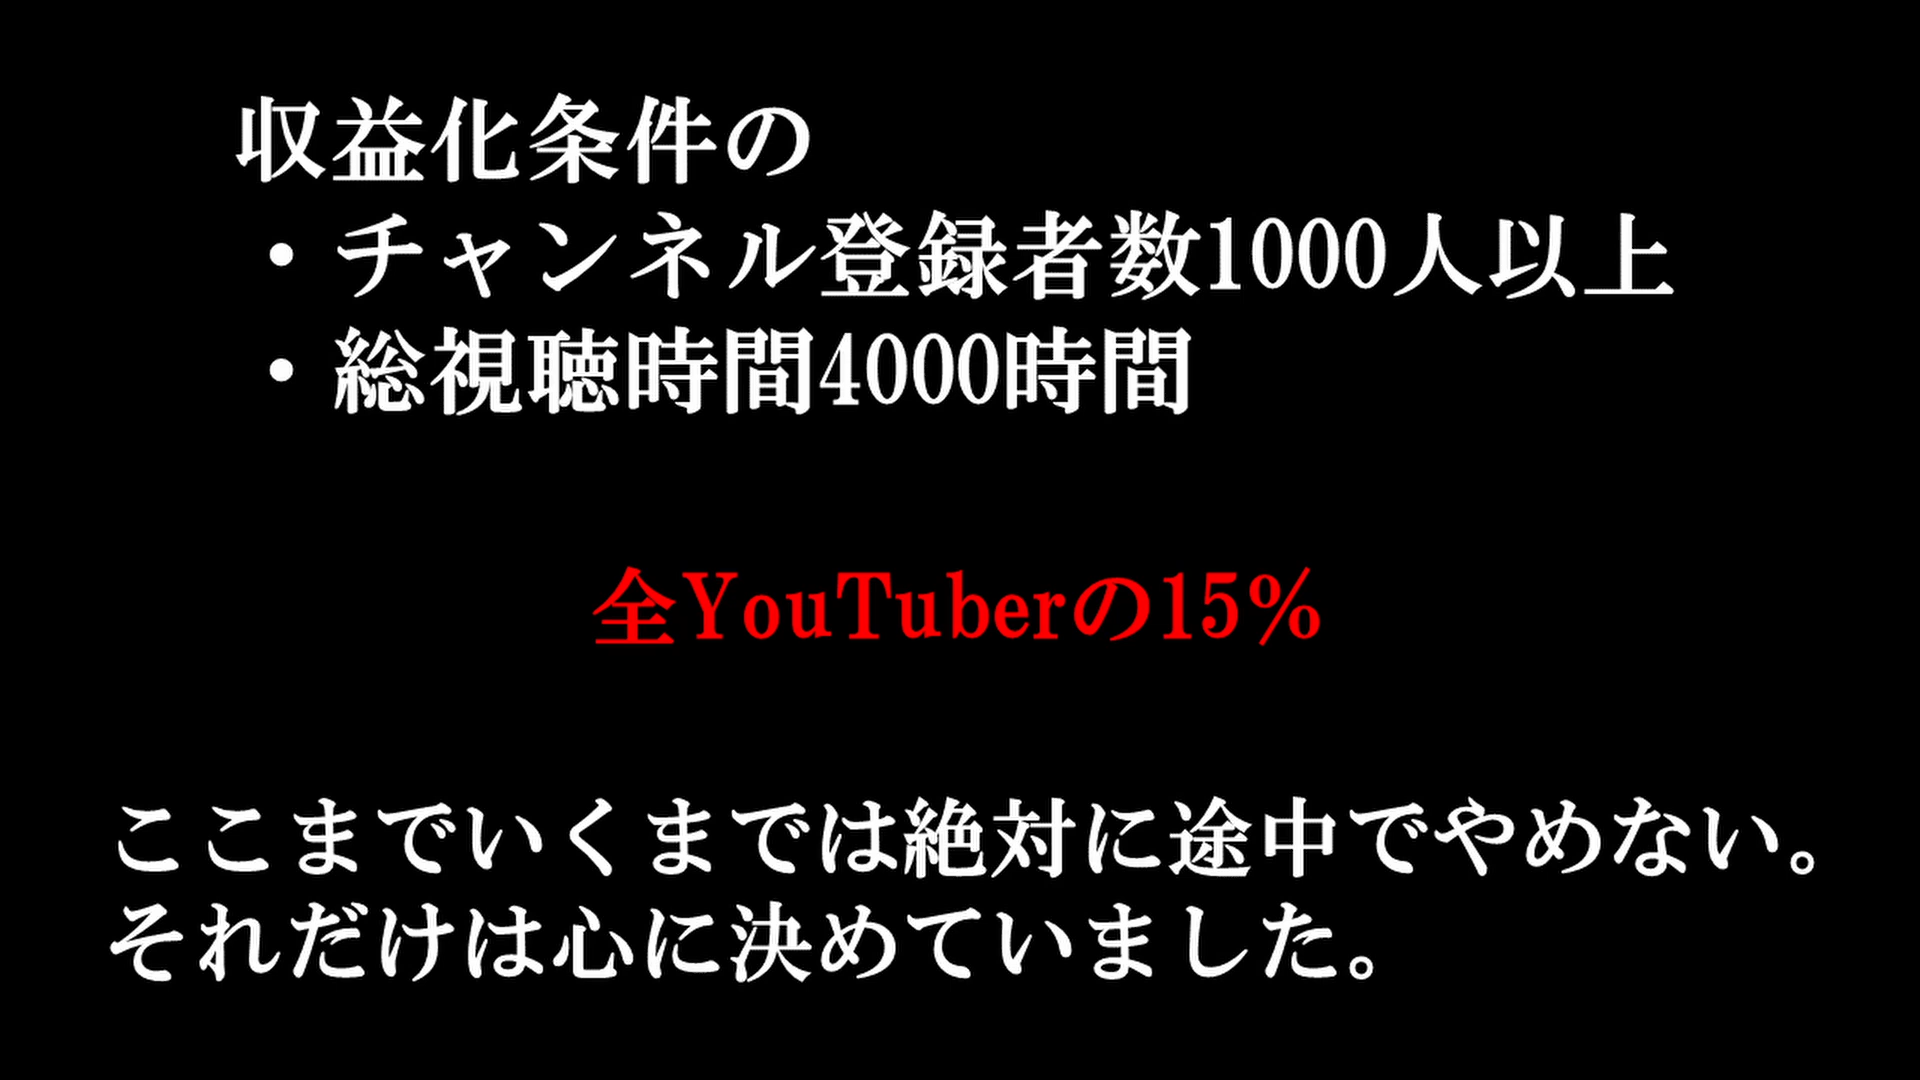 収益化条件の
・チャンネル登録者数1000人以上
・総視聴時間4000時間
全YouTuberの15%
ここまでいくまでは絶対に途中でやめない。
それだけは心に決めていました。